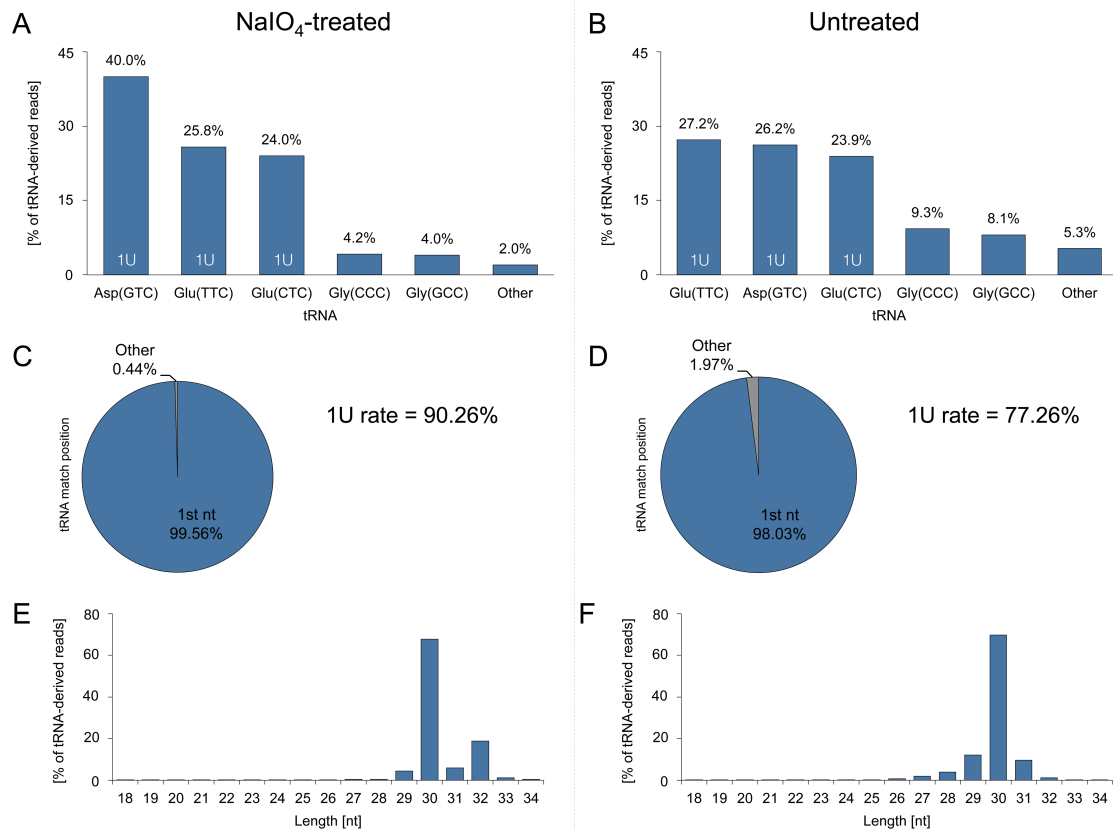 A
NaIO4-treated
[% of tRNA-derived reads]
45
30
15
0
40.0%
25.8%
24.0%
4.2%
4.0%
2.0%
1U
1U
1U
Asp(GTC)
Glu(TTC)
Glu(CTC)
Gly(CCC)
Gly(GCC)
Other
tRNA
B
Untreated
[% of tRNA-derived reads]
45
30
15
0
27.2%
26.2%
23.9%
9.3%
8.1%
5.3%
1U
1U
1U
Glu(TTC)
Asp(GTC)
Glu(CTC)
Gly(CCC)
Gly(GCC)
Other
tRNA
C
tRNA match position
Other
0.44%
1st nt
99.56%
1U rate = 90.26%
D
tRNA match position
Other
1.97%
1st nt
98.03%
1U rate = 77.26%
E
[% of tRNA-derived reads]
80
60
40
20
0
18 19 20 21 22 23 24 25 26 27 28 29 30 31 32 33 34
Length [nt]
F
[% of tRNA-derived reads]
80
60
40
20
0
18 19 20 21 22 23 24 25 26 27 28 29 30 31 32 33 34
Length [nt]